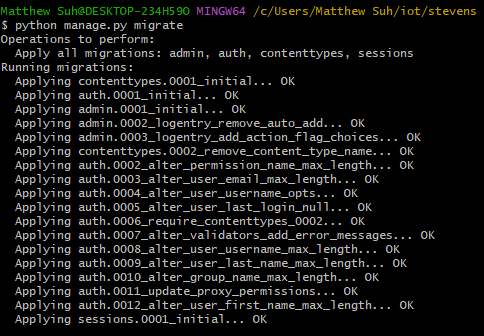 Matthew Suh@DESKTOP-234H59O MINGW64 /c/Users/Matthew Suh/iot/stevens
$ python manage.py migrate
Operations to perform:
  Apply all migrations: admin, auth, contenttypes, sessions
Running migrations:
  Applying contenttypes.0001_initial... OK
  Applying auth.0001_initial... OK
  Applying admin.0001_initial... OK
  Applying admin.0002_logentry_remove_auto_add... OK
  Applying admin.0003_logentry_add_action_flag_choices... OK
  Applying contenttypes.0002_remove_content_type_name... OK
  Applying auth.0002_alter_permission_name_max_length... OK
  Applying auth.0003_alter_user_email_max_length... OK
  Applying auth.0004_alter_user_username_opts... OK
  Applying auth.0005_alter_user_last_login_null... OK
  Applying auth.0006_require_contenttypes_0002... OK
  Applying auth.0007_alter_validators_add_error_messages... OK
  Applying auth.0008_alter_user_username_max_length... OK
  Applying auth.0009_alter_user_last_name_max_length... OK
  Applying auth.0010_alter_group_name_max_length... OK
  Applying auth.0011_update_proxy_permissions... OK
  Applying auth.0012_alter_user_first_name_max_length... OK
  Applying sessions.0001_initial... OK